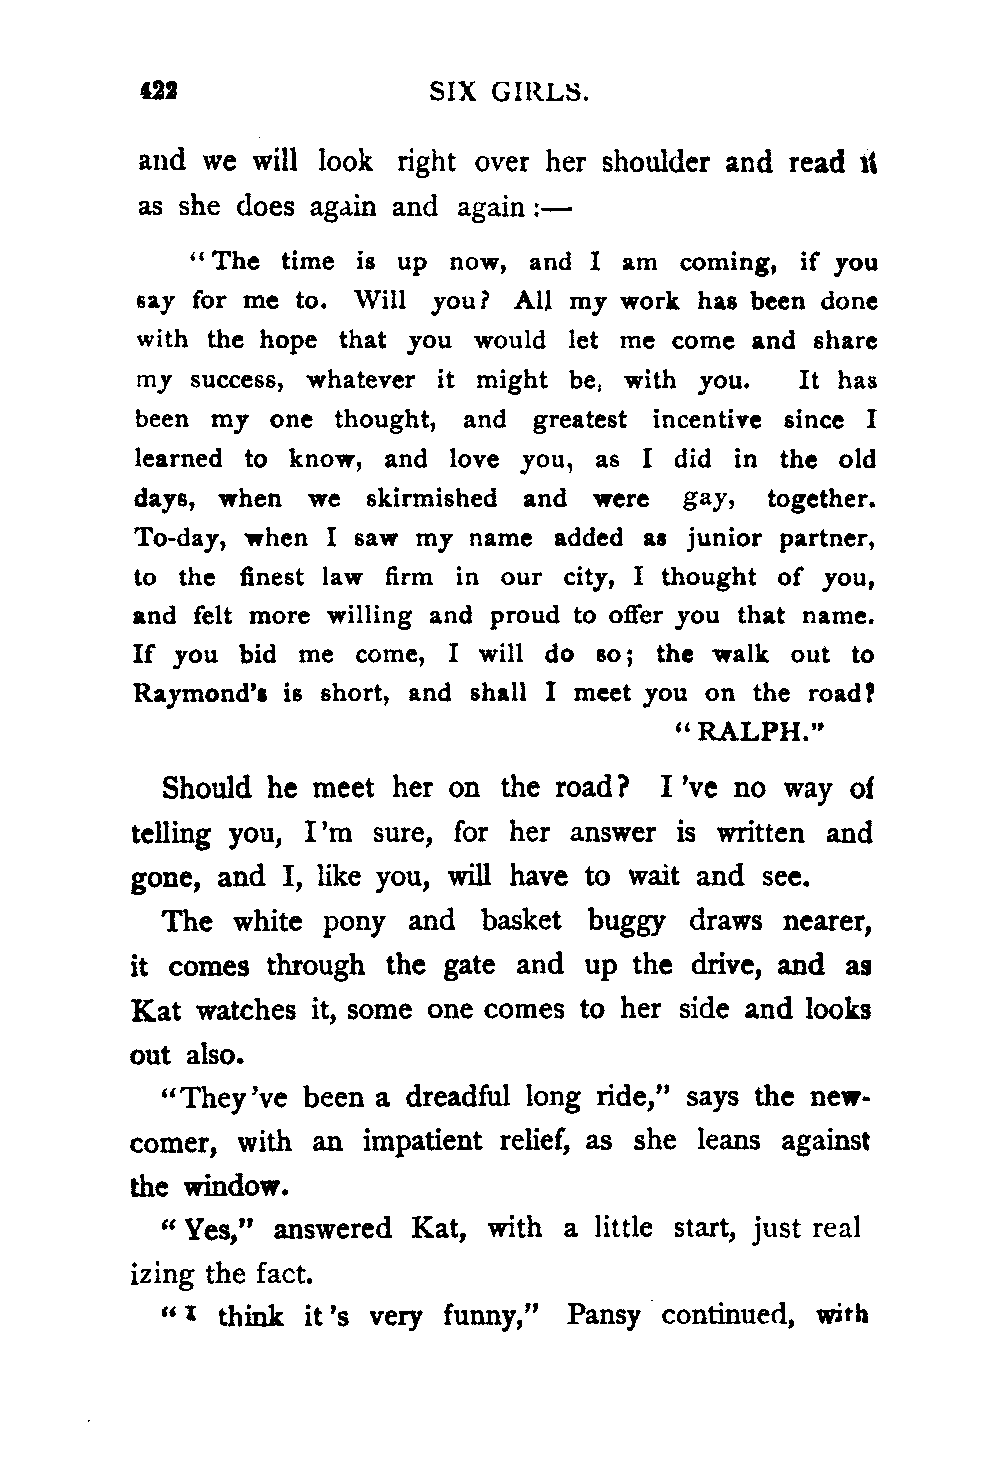 422 SIX GIRLS.
and we will look right over her shoulder and read it
as she does again and again :—
“The time is up now, and I am coming, if you
say for me to. Will you? All my work has been done
with the hope that you would let me come and share
my success, whatever it might be, with you. It has
been my one thought, and greatest incentive since I
learned to know, and love you, as I did in the old
days, when we skirmished and were gay, together.
To-day, when I saw my name added as junior partner,
to the finest law firm in our city, I thought of you,
and felt more willing and proud to offer you that name.
If you bid me come, I will do so; the walk out to
Raymond's is short, and shall I meet you on the road?
“RALPH.”
Should he meet her on the road? I 've no way of
telling you, I 'm sure, for her answer is written and
gone, and I, like you, will have to wait and see.
The white pony and basket buggy draws nearer,
it comes through the gate and up the drive, and as
Kat watches it, some one comes to her side and looks
out also.
“They 've been a dreadful long ride,” says the new-
comer, with an impatient relief, as she leans against
the window.
“Yes,” answered Kat, with a little start, just real
izing the fact.
“I think it 's very funny,” Pansy continued, with